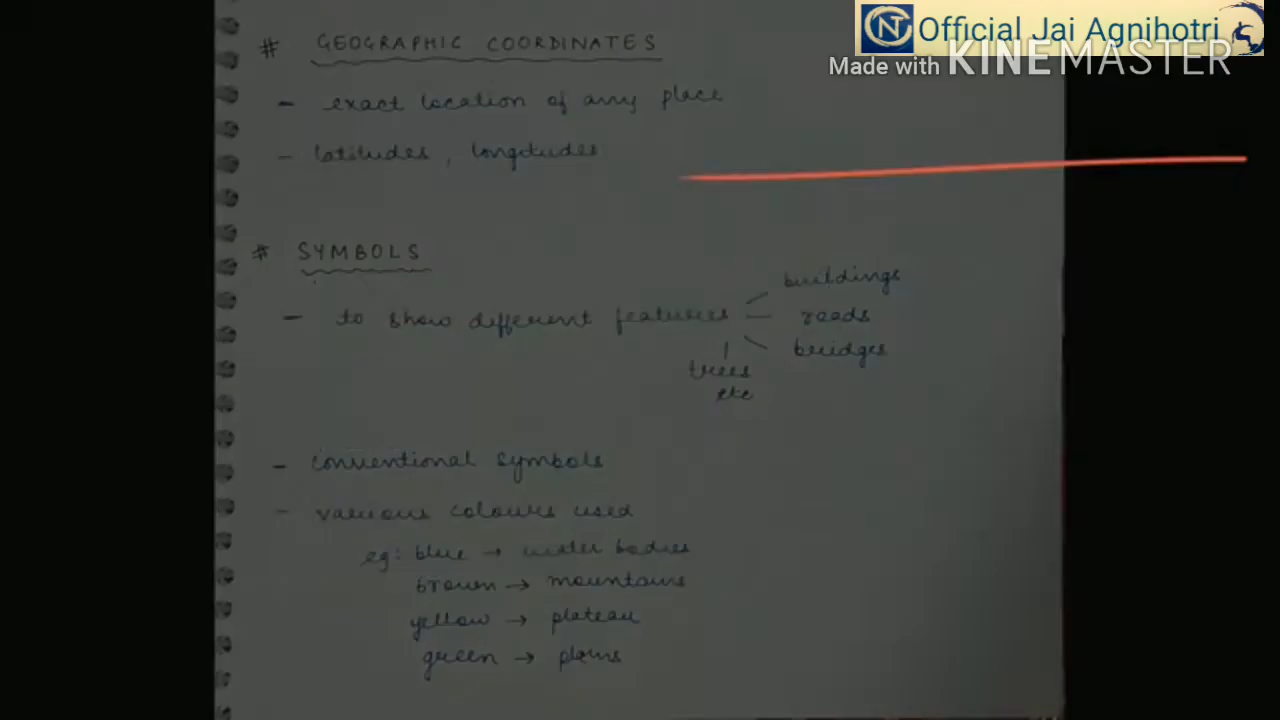 Official Jai Agnihotri
Made with KINEMASTER
# GEOGRAPHIC COORDINATES
- exact location of any place
- latitudes, longitudes
# SYMBOLS
- to show different features
buildings
roads
bridges
trees
etc
- conventional symbols
- various colours used
eg: blue → water bodies
brown → mountains
yellow → plateau
green → plains